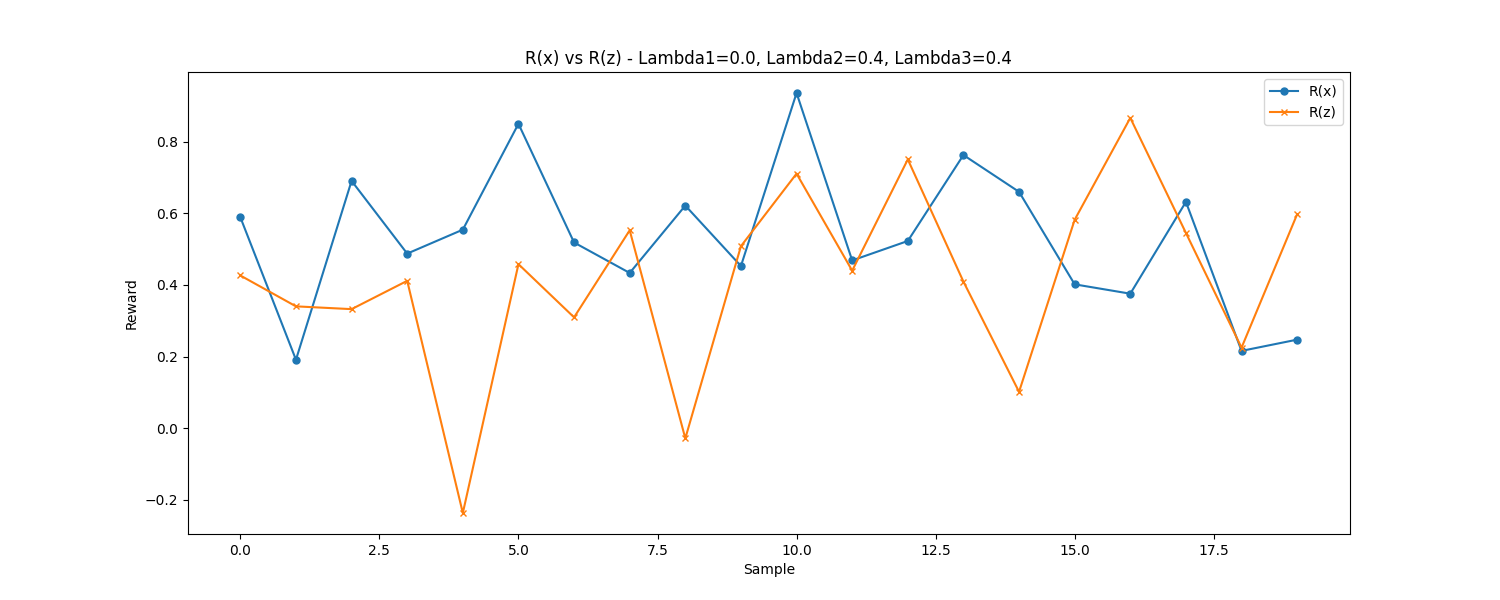 R(x) vs R(z) - Lambda1=0.0, Lambda2=0.4, Lambda3=0.4
R(x)
R(z)
Reward
0.8
0.6
0.4
0.2
0.0
−0.2
0.0 2.5 5.0 7.5 10.0 12.5 15.0 17.5
Sample